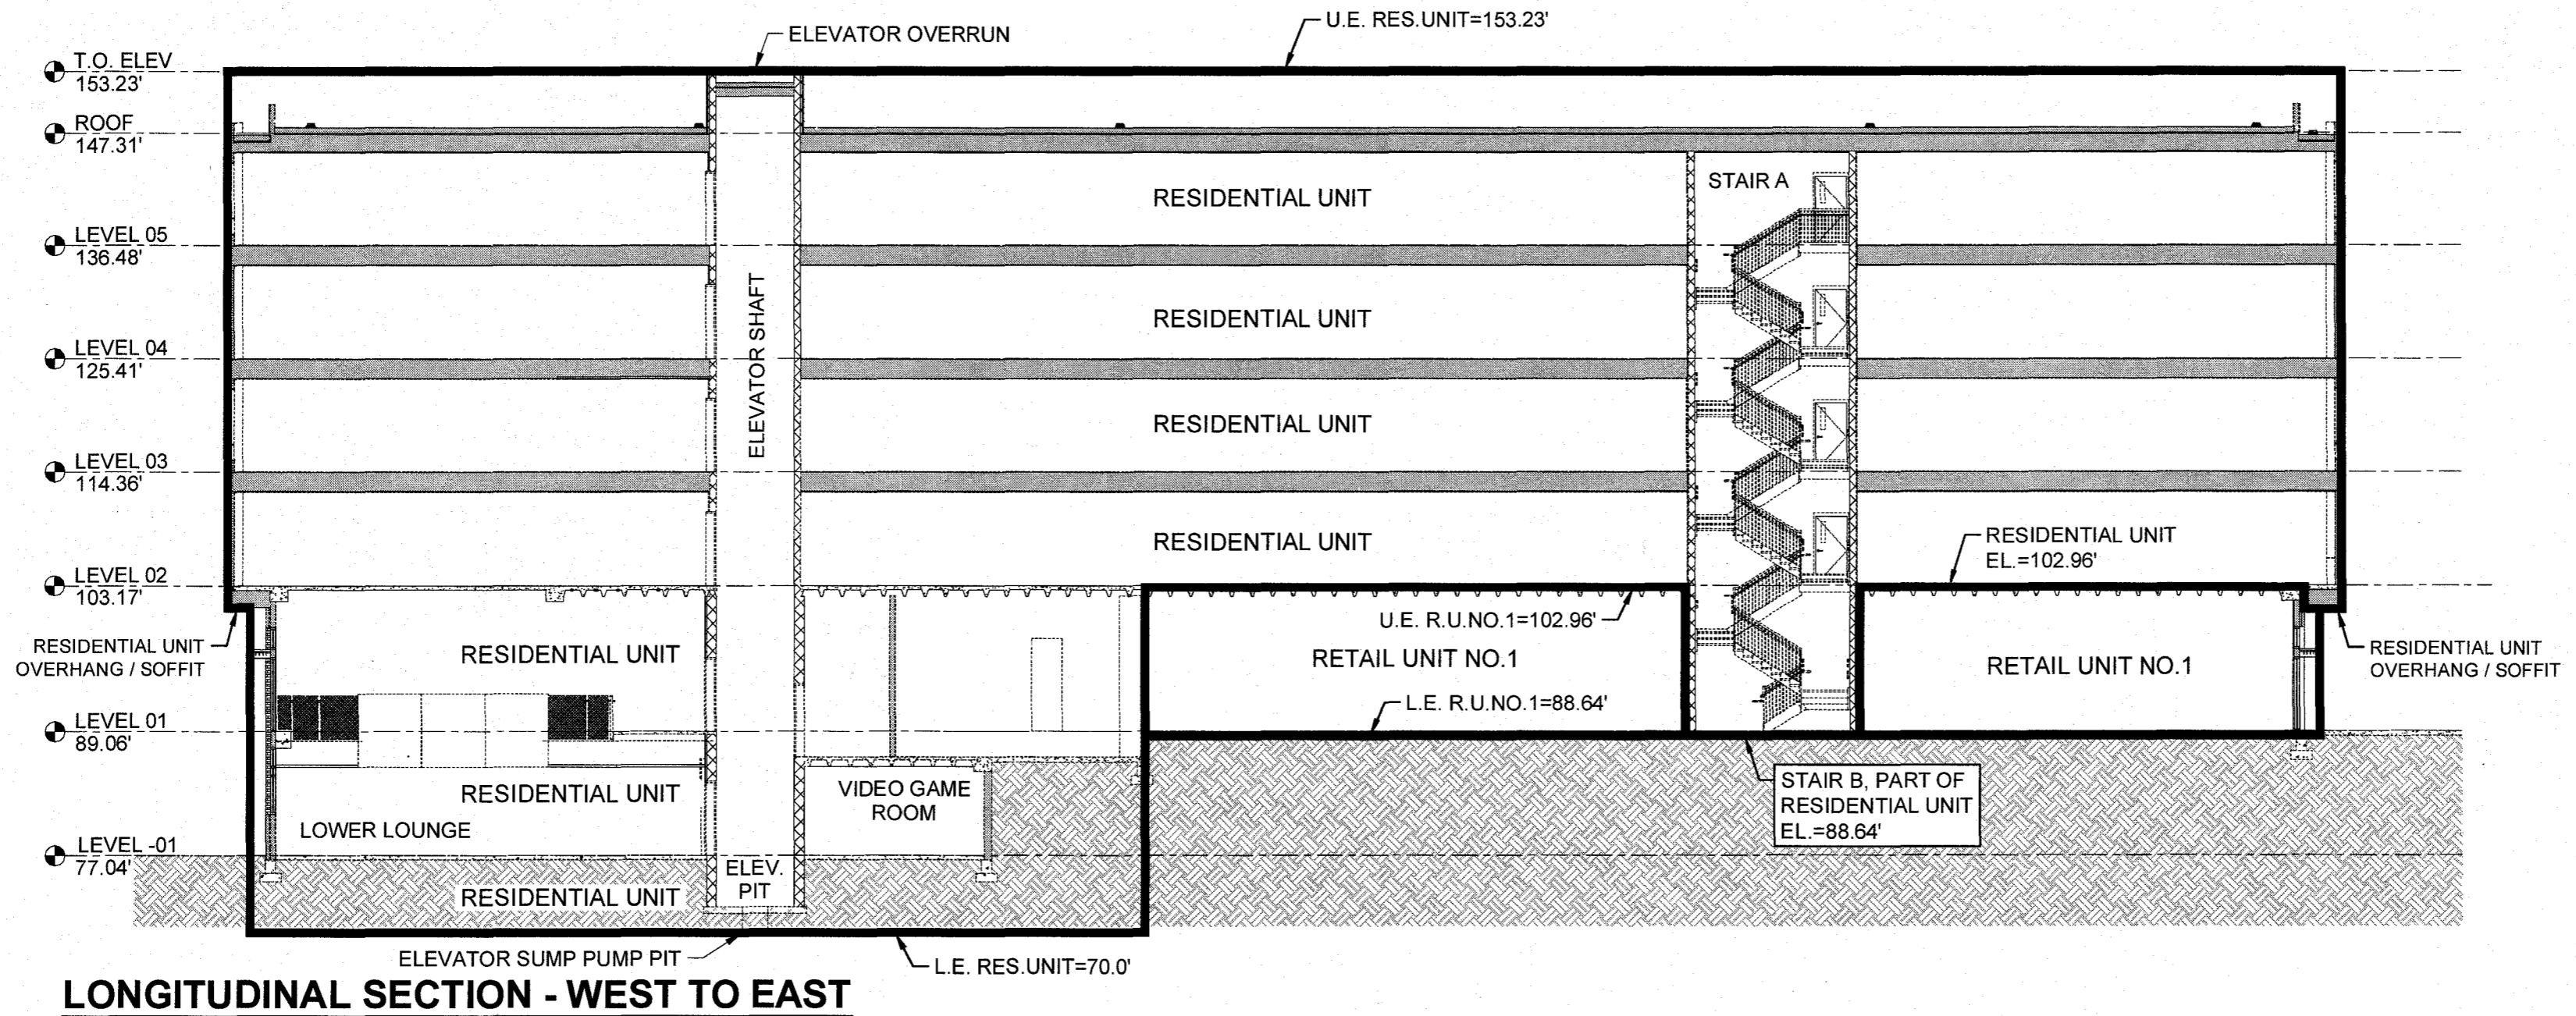 U.E. RES.UNIT=153.23'
ELEVATOR OVERRUN
T.O. ELEV
153.23'
ROOF
147.31'
RESIDENTIAL UNIT
STAIR A
LEVEL 05
136.48'
ELEVATOR SHAFT
RESIDENTIAL UNIT
LEVEL 04
125.41'
RESIDENTIAL UNIT
LEVEL 03
114.36'
RESIDENTIAL UNIT
RESIDENTIAL UNIT
EL.=102.96'
LEVEL 02
103.17'
U.E. R.U.NO.1=102.96'
RESIDENTIAL UNIT
OVERHANG / SOFFIT
RESIDENTIAL UNIT
RETAIL UNIT NO.1
RETAIL UNIT NO.1
RESIDENTIAL UNIT
OVERHANG / SOFFIT
L.E. R.U.NO.1=88.64'
LEVEL 01
89.06'
RESIDENTIAL UNIT
LOWER LOUNGE
VIDEO GAME
ROOM
STAIR B, PART OF
RESIDENTIAL UNIT
EL.=88.64'
LEVEL -01
77.04'
RESIDENTIAL UNIT
ELEV.
PIT
ELEVATOR SUMP PUMP PIT
L.E. RES.UNIT=70.0'
LONGITUDINAL SECTION - WEST TO EAST